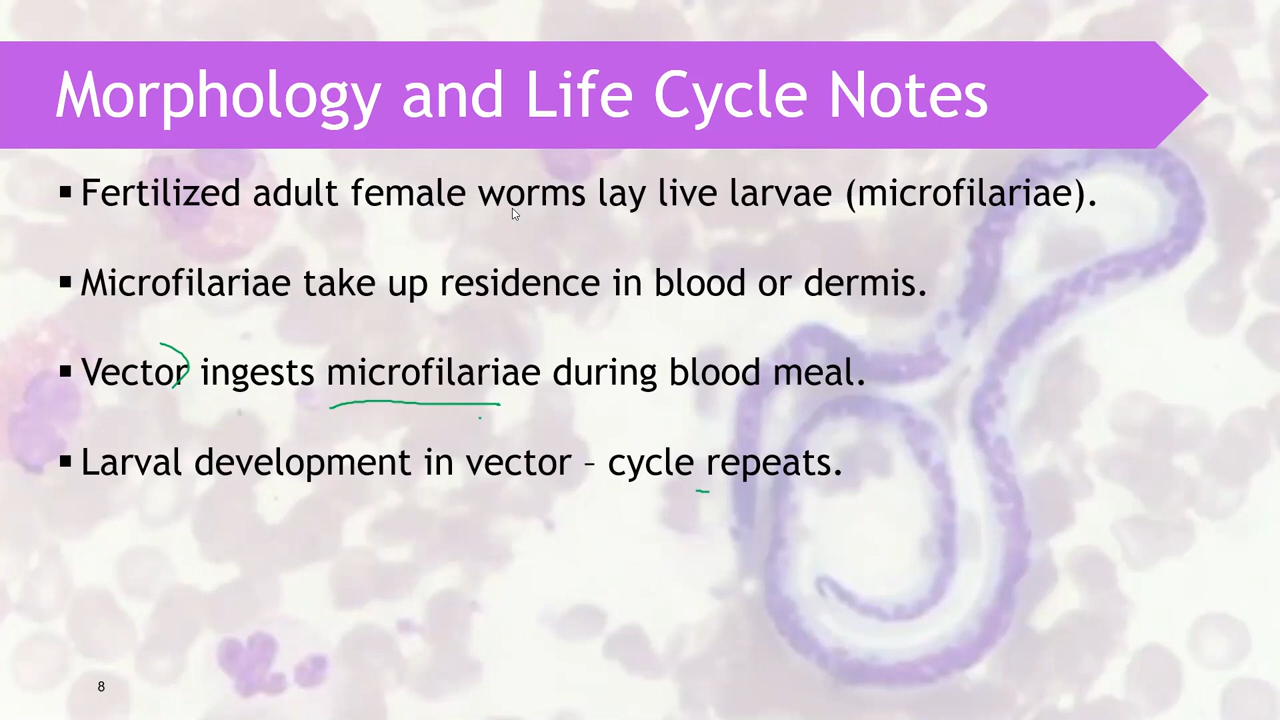 Morphology and Life Cycle Notes
▪ Fertilized adult female worms lay live larvae (microfilariae).
▪ Microfilariae take up residence in blood or dermis.
▪ Vector ingests microfilariae during blood meal.
▪ Larval development in vector – cycle repeats.
8